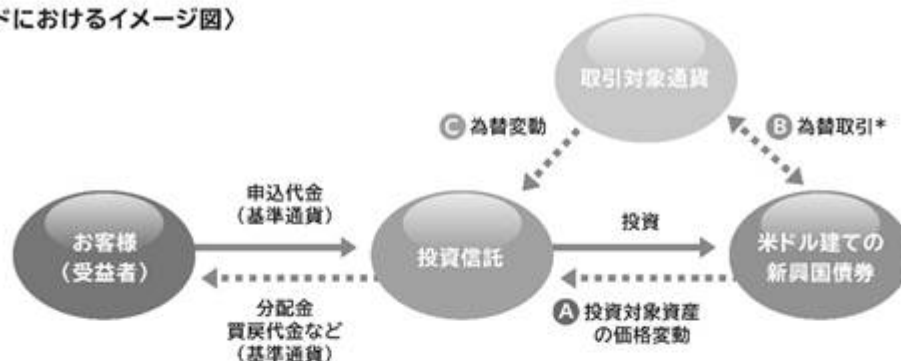 ドにおけるイメージ図〉
取引対象通貨
C 為替変動
B 為替取引*
申込代金
(基準通貨)
投資
お客様
(受益者)
投資信託
米ドル建ての
新興国債券
分配金
買戻代金など
(基準通貨)
A 投資対象資産
の価格変動